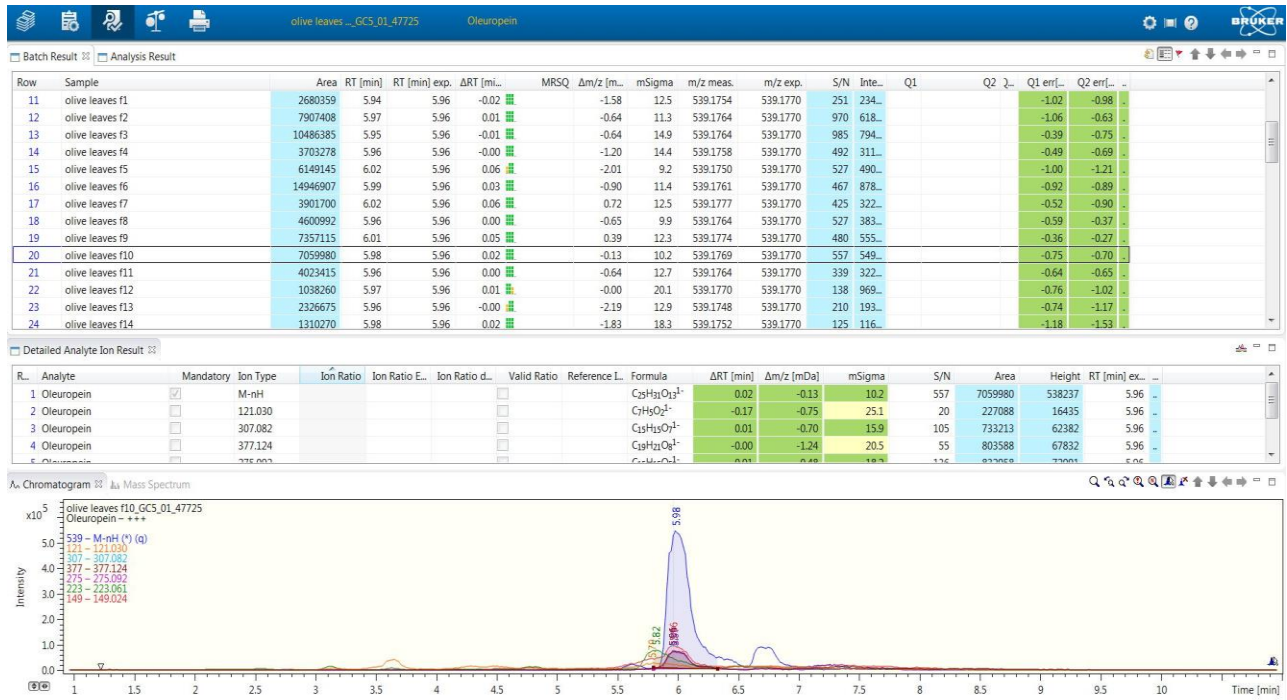 olive leaves ..._GC5_01_47725 Oleuropein BRUKER
Batch Result Analysis Result
Row Sample Area RT [min] RT [min] exp. ΔRT [mi... MRSQ Δm/z [m... mSigma m/z meas. m/z exp. S/N Inte... Q1 Q2 Q1 err[... Q2 err[... ..
11 olive leaves f1 2680359 5.94 5.96 -0.02 -1.58 12.5 539.1754 539.1770 251 234... -1.02 -0.98
12 olive leaves f2 7907408 5.97 5.96 0.01 -0.64 11.3 539.1764 539.1770 970 618... -1.06 -0.63
13 olive leaves f3 10486385 5.95 5.96 -0.01 -0.64 14.9 539.1764 539.1770 985 794... -0.39 -0.75
14 olive leaves f4 3703278 5.96 5.96 -0.00 -1.20 14.4 539.1758 539.1770 492 311... -0.49 -0.69
15 olive leaves f5 6149145 6.02 5.96 0.06 -2.01 9.2 539.1750 539.1770 527 490... -1.00 -1.21
16 olive leaves f6 14946907 5.99 5.96 0.03 -0.90 11.4 539.1761 539.1770 467 878... -0.92 -0.89
17 olive leaves f7 3901700 6.02 5.96 0.06 0.72 12.5 539.1777 539.1770 425 322... -0.52 -0.90
18 olive leaves f8 4600992 5.96 5.96 0.00 -0.65 9.9 539.1764 539.1770 527 383... -0.59 -0.37
19 olive leaves f9 7357115 6.01 5.96 0.05 0.39 12.3 539.1774 539.1770 480 555... -0.36 -0.27
20 olive leaves f10 7059980 5.98 5.96 0.02 -0.13 10.2 539.1769 539.1770 557 549... -0.75 -0.70
21 olive leaves f11 4023415 5.96 5.96 0.00 -0.64 12.7 539.1764 539.1770 339 322... -0.64 -0.65
22 olive leaves f12 1038260 5.97 5.96 0.01 -0.00 20.1 539.1770 539.1770 138 969... -0.76 -1.02
23 olive leaves f13 2326675 5.96 5.96 -0.00 -2.19 12.9 539.1748 539.1770 210 193... -0.74 -1.17
24 olive leaves f14 1310270 5.98 5.96 0.02 -1.83 18.3 539.1752 539.1770 125 116... -1.18 -1.53
Detailed Analyte Ion Result
R... Analyte Mandatory Ion Type Ion Ratio Ion Ratio E... Ion Ratio d... Valid Ratio Reference I... Formula ΔRT [min] Δm/z [mDa] mSigma S/N Area Height RT [min] ex... ...
1 Oleuropein M-nH C25H31O13 1- 0.02 -0.13 10.2 557 7059980 538237 5.96 ..
2 Oleuropein 121.030 C7H5O2 1- -0.17 -0.75 25.1 20 227088 16435 5.96 ..
3 Oleuropein 307.082 C15H15O7 1- 0.01 -0.70 15.9 105 733213 62382 5.96 ..
4 Oleuropein 377.124 C19H21O8 1- -0.00 -1.24 20.5 55 803588 67832 5.96 ..
Chromatogram Mass Spectrum
x10 5 olive leaves f10_GC5_01_47725
Oleuropein – +++
539 – M-nH (*) (q)
121 – 121.030
307 – 307.082
377 – 377.124
275 – 275.092
223 – 223.061
149 – 149.024
5.98
5.82
Intensity
5.0
4.0
3.0
2.0
1.0
0.0
1 1.5 2 2.5 3 3.5 4 4.5 5 5.5 6 6.5 7 7.5 8 8.5 9 9.5 10 Time [min]